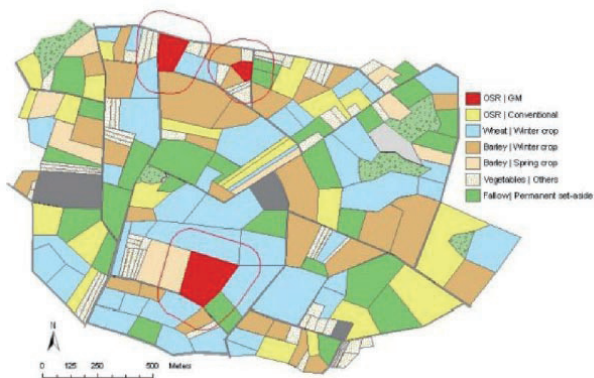 OSR | GM
OSR | Conventional
Wheat | Winter crop
Barley | Winter crop
Barley | Spring crop
Vegetables | Others
Fallow| Permanent set-aside
N
0 125 250 500 Metes